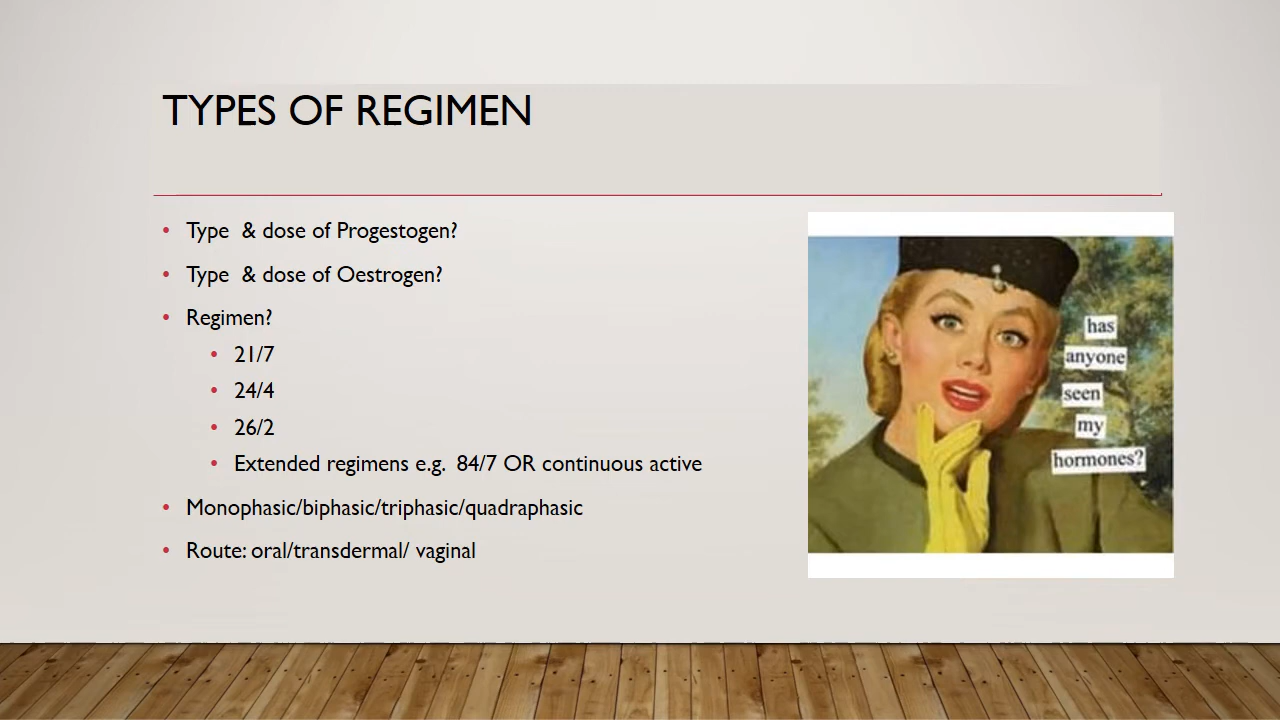 TYPES OF REGIMEN
• Type & dose of Progestogen?
• Type & dose of Oestrogen?
• Regimen?
• 21/7
• 24/4
• 26/2
• Extended regimens e.g. 84/7 OR continuous active
• Monophasic/biphasic/triphasic/quadraphasic
• Route: oral/transdermal/ vaginal
has
anyone
seen
my
hormones?